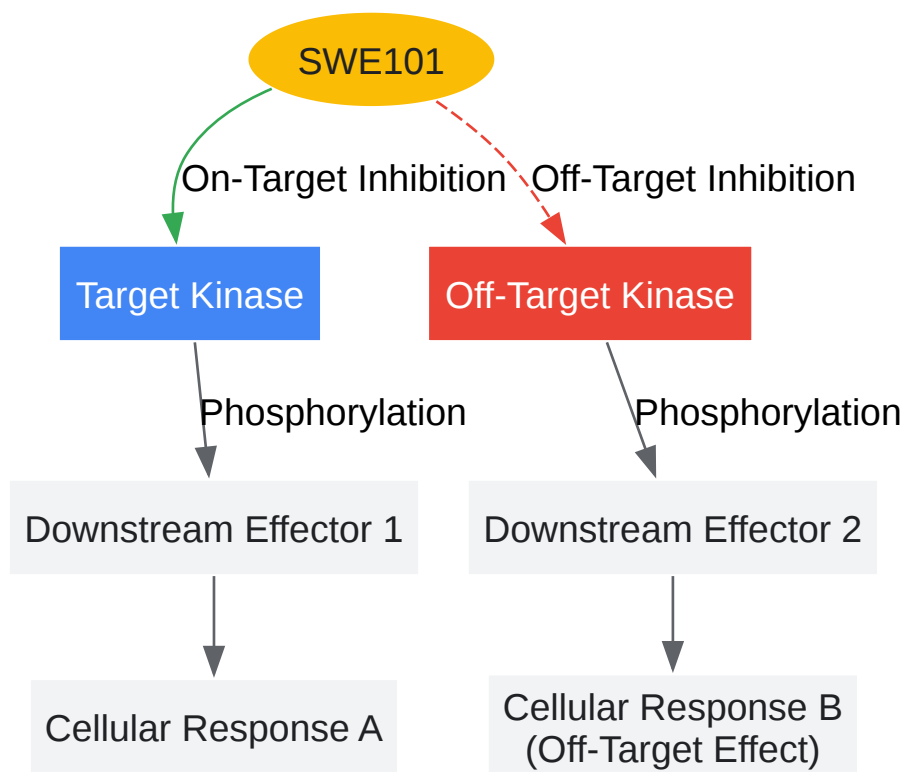 SWE101
On-Target Inhibition
Off-Target Inhibition
Target Kinase
Off-Target Kinase
Phosphorylation
Phosphorylation
Downstream Effector 1
Downstream Effector 2
Cellular Response A
Cellular Response B
(Off-Target Effect)